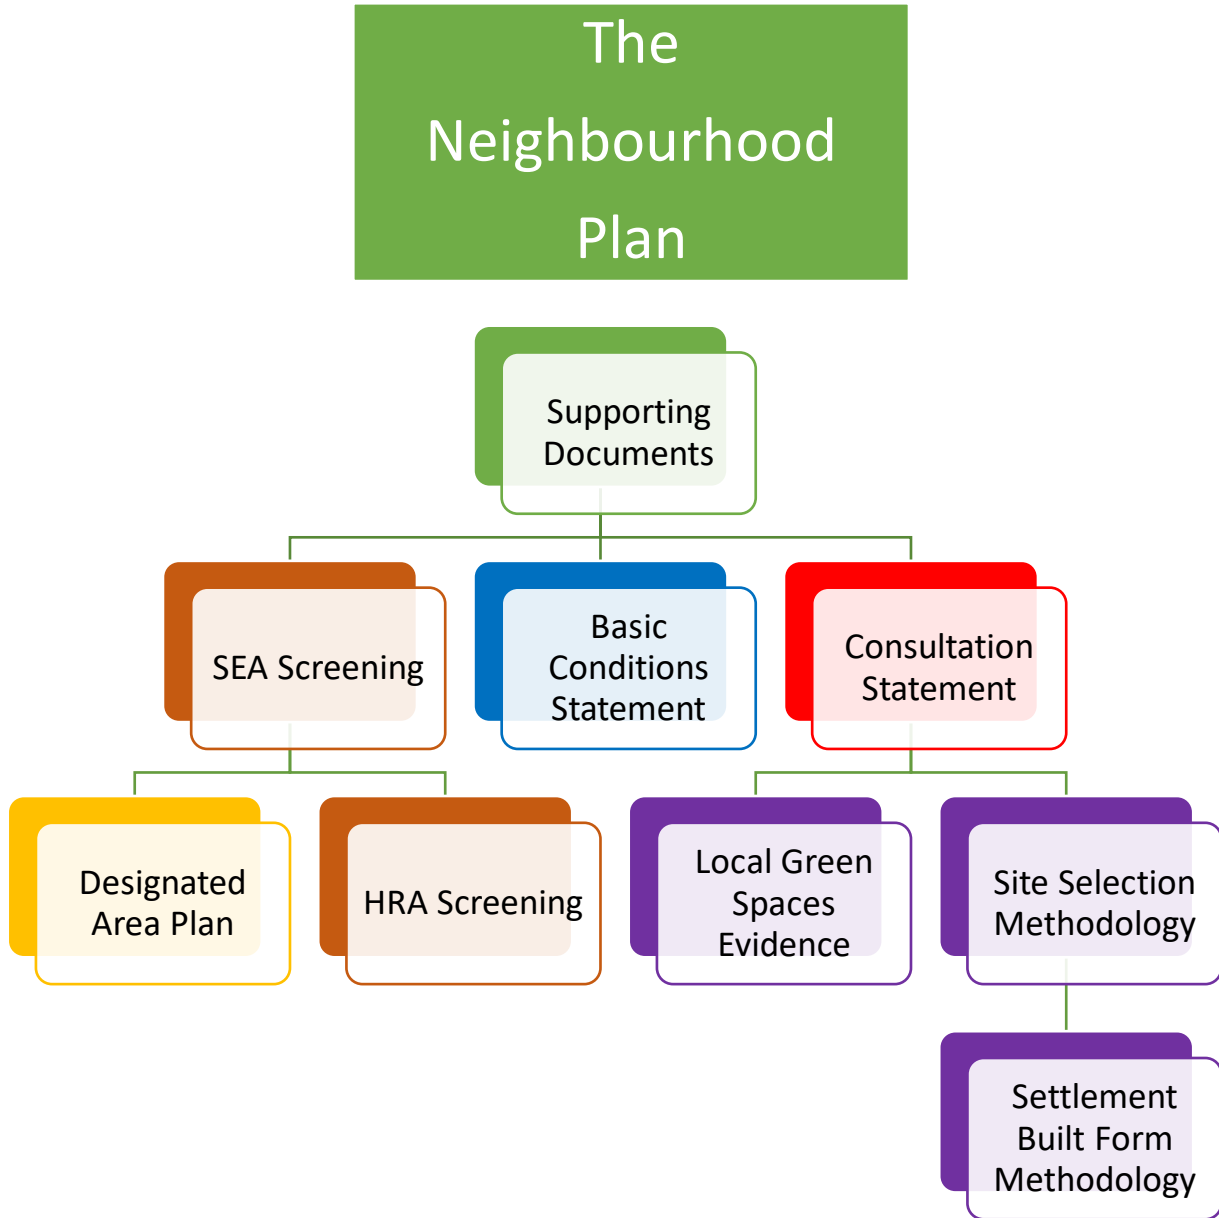 The
Neighbourhood
Plan
Supporting
Documents
SEA Screening
Basic
Conditions
Statement
Consultation
Statement
Designated
Area Plan
HRA Screening
Local Green
Spaces
Evidence
Site Selection
Methodology
Settlement
Built Form
Methodology